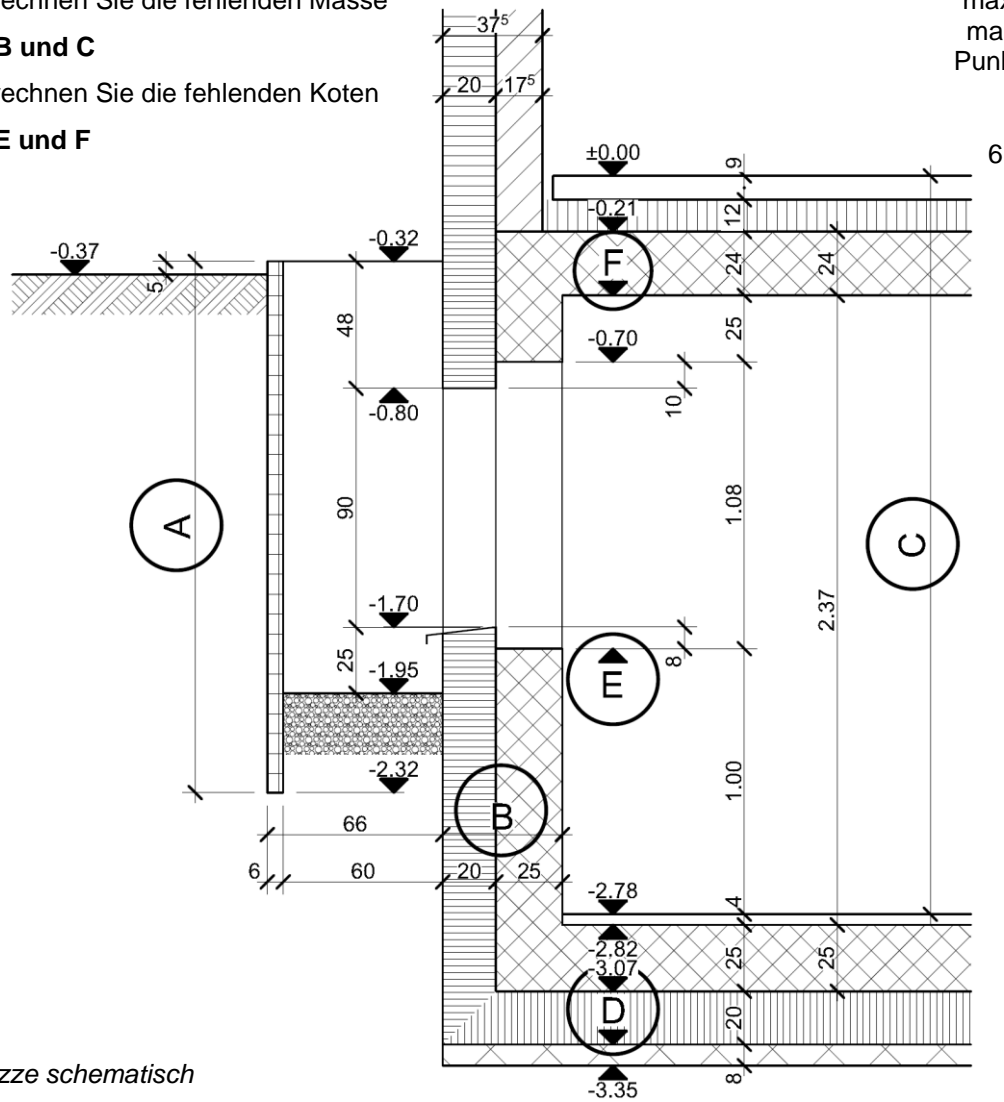 rechnen Sie die fehlenden Masse
B und C
rechnen Sie die fehlenden Koten
E und F
max
ma
Punk
6
37⁵
20
17⁵
±0.00
9
12
-0.21
F
24
24
-0.37
5
-0.32
48
25
-0.70
10
-0.80
A
90
1.08
C
2.37
-1.70
25
8
-1.95
E
-2.32
1.00
B
66
6
60
20
25
-2.78
4
-2.82
-3.07
25
25
D
20
8
-3.35
zze schematisch